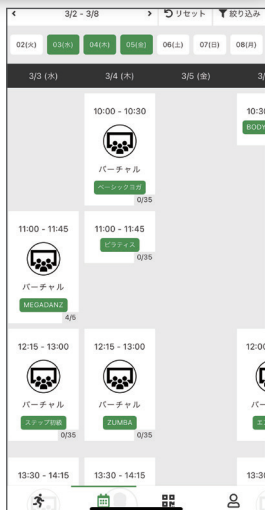 3/2 - 3/8 リセット 絞り込み
02(火) 03(水) 04(木) 05(金) 06(土) 07(日) 08(月)
3/3 (水) 3/4 (木) 3/5 (金)
10:00 - 10:30
バーチャル
ベーシックヨガ
0/35
11:00 - 11:45 11:00 - 11:45
バーチャル ピラティス
MEGADANZ 0/35
4/5
12:15 - 13:00 12:15 - 13:00
バーチャル バーチャル
ステップ初級 ZUMBA
0/35 0/35
13:30 - 14:15 13:30 - 14:15